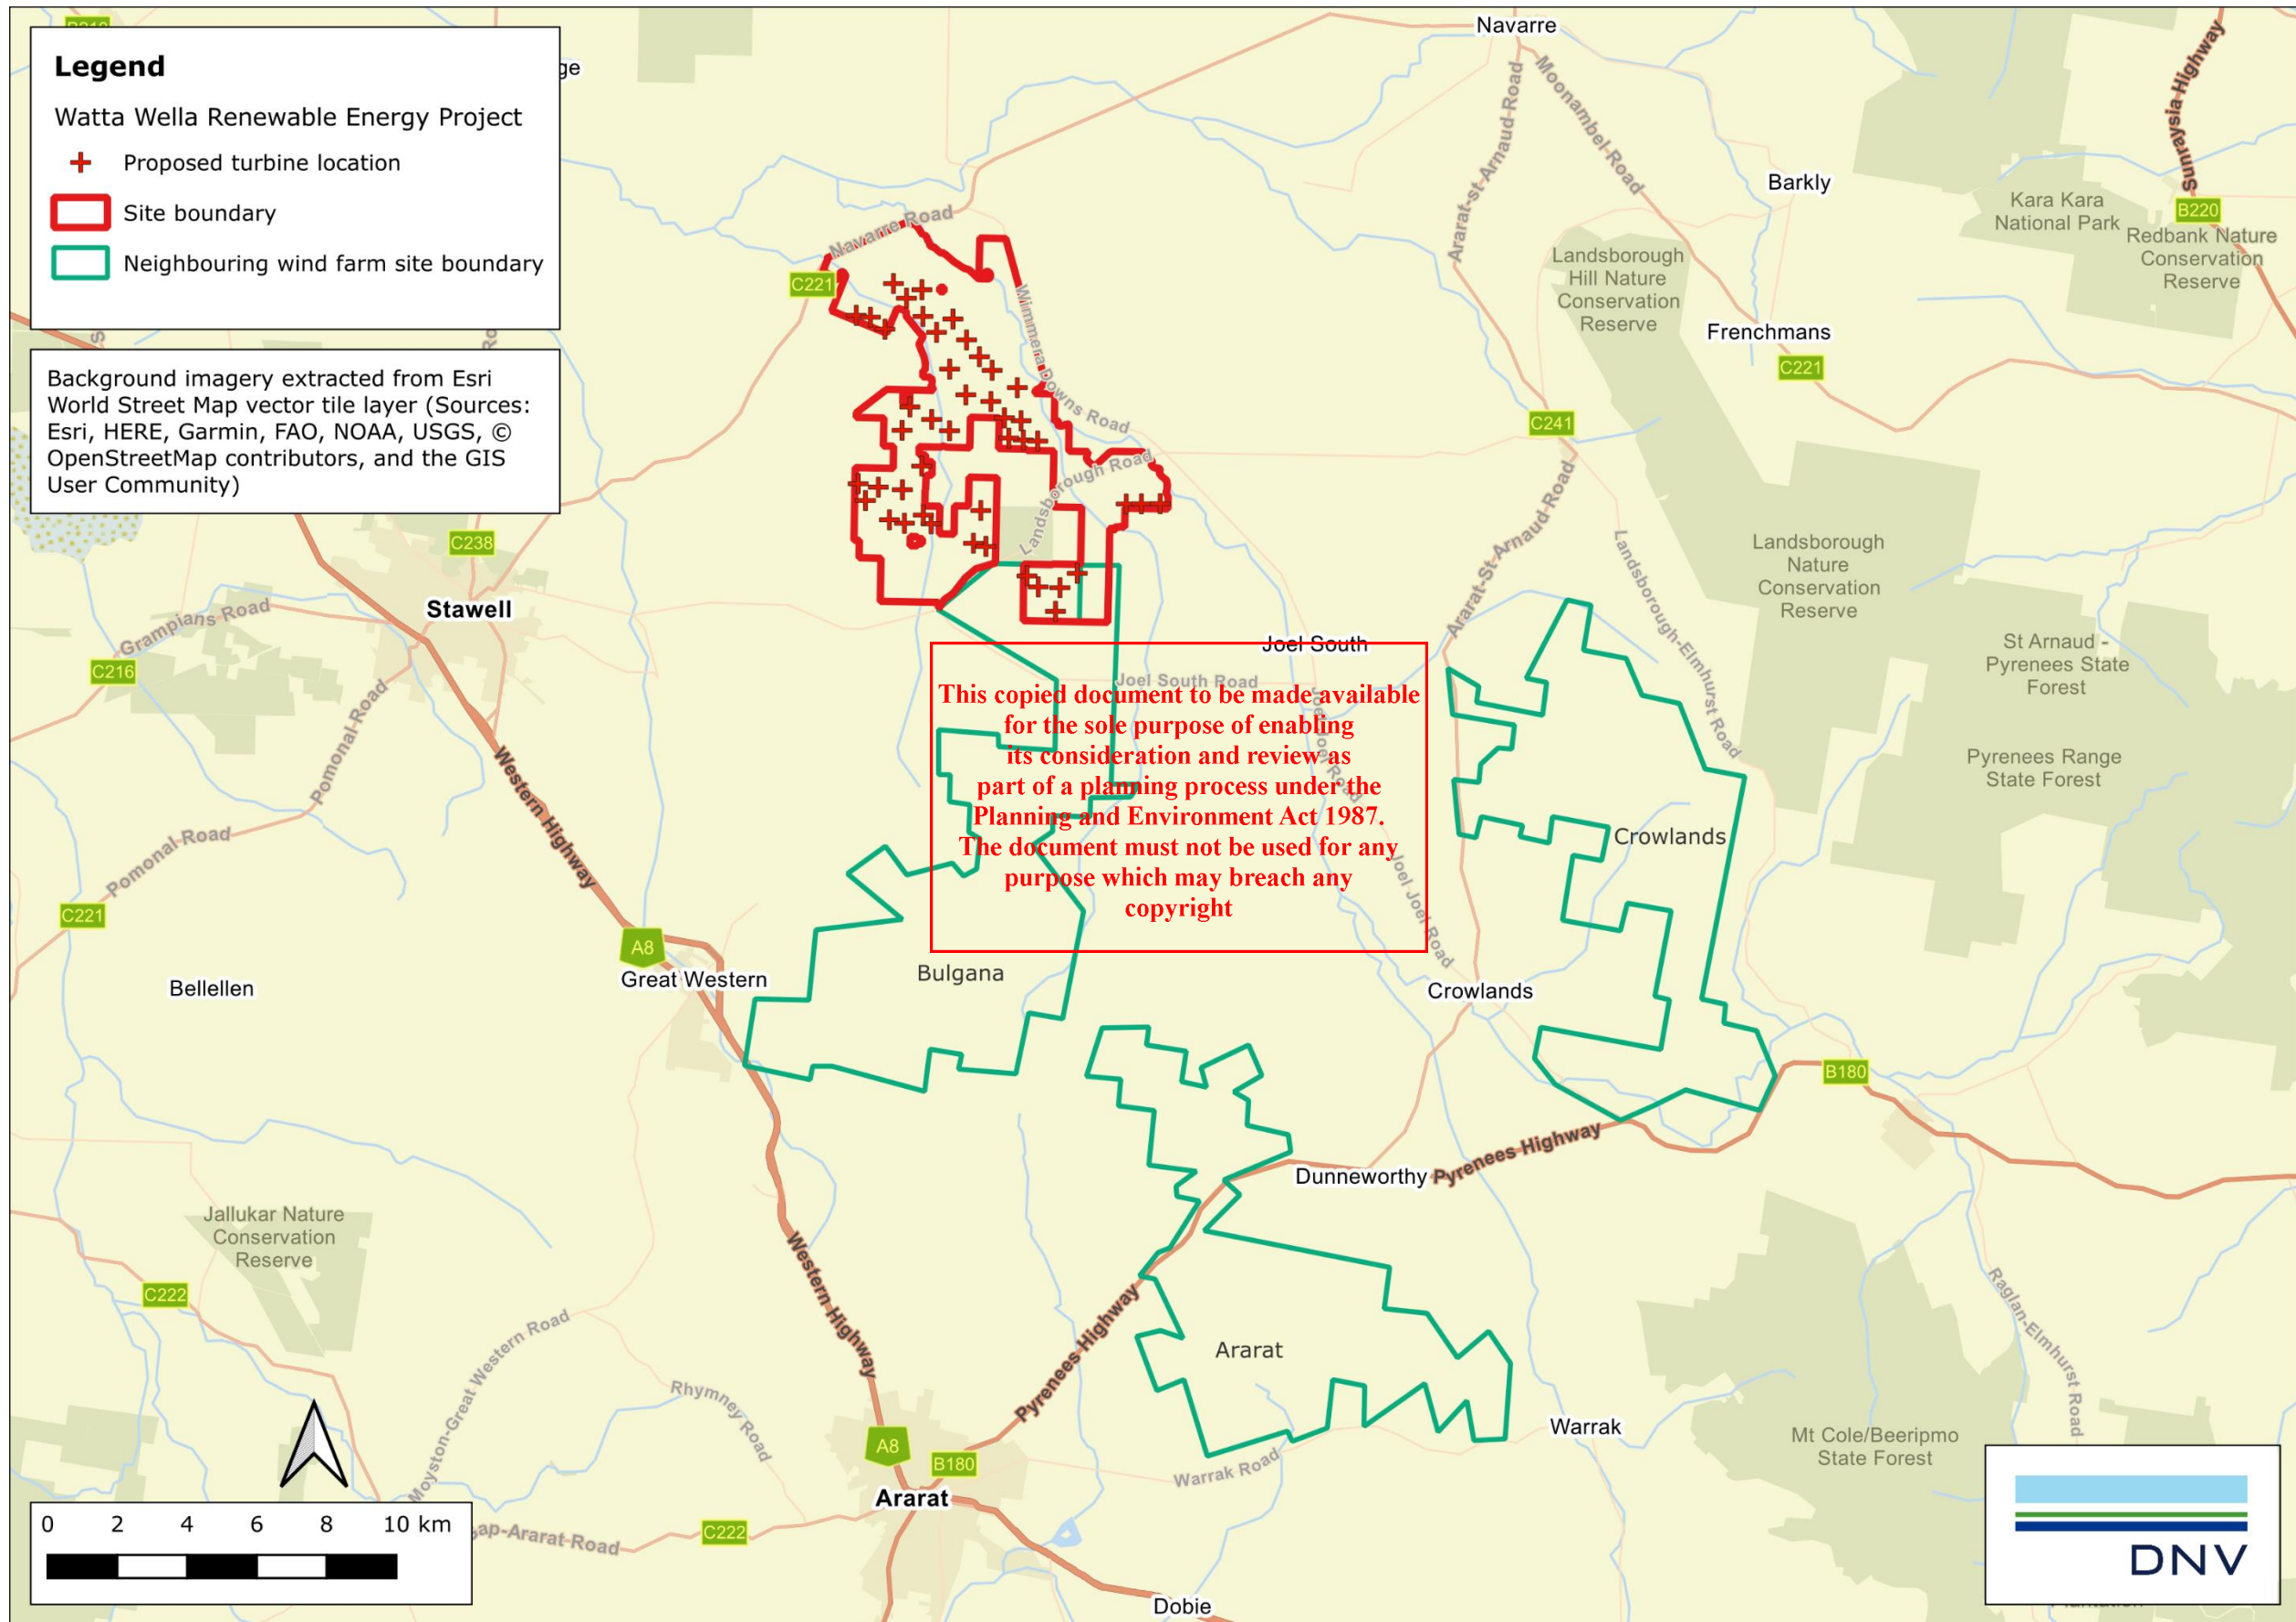 Navarre
Legend
Watta Wella Renewable Energy Project
Proposed turbine location
Site boundary
Neighbouring wind farm site boundary
ge
Background imagery extracted from Esri
World Street Map vector tile layer (Sources:
Esri, HERE, Garmin, FAO, NOAA, USGS, ©
OpenStreetMap contributors, and the GIS
User Community)
Sunraysia Highway
Moonambel-Road
Ararat-st-Arnaud-Road
Barkly
Kara Kara
National Park
B220
Redbank Nature
Conservation
Reserve
Navarre Road
C221
Landsborough
Hill Nature
Conservation
Reserve
Frenchmans
C221
Wimmera Downs Road
C241
Landsborough Road
Ararat-St-Arnaud-Road
Landsborough-Elmhurst Road
Landsborough
Nature
Conservation
Reserve
C238
Stawell
Grampians Road
C216
Pomonal-Road
Western Highway
Joel South
Joel South Road
Joel Joel Road
This copied document to be made available
for the sole purpose of enabling
its consideration and review as
part of a planning process under the
Planning and Environment Act 1987.
The document must not be used for any
purpose which may breach any
copyright
St Arnaud -
Pyrenees State
Forest
Pyrenees Range
State Forest
Crowlands
Pomonal-Road
C221
Joel Joel Road
A8
Great Western
Bellellen
Bulgana
Crowlands
B180
Dunneworthy
Pyrenees Highway
Jallukar Nature
Conservation
Reserve
C222
Western Highway
Pyrenees Highway
Ararat
Raglan-Elmhurst Road
Moyston-Great Western Road
Rhymney Road
A8
B180
Ararat
Warrak
Warrak Road
Mt Cole/Beeripmo
State Forest
0 2 4 6 8 10 km
ap-Ararat-Road
C222
Dobie
DNV